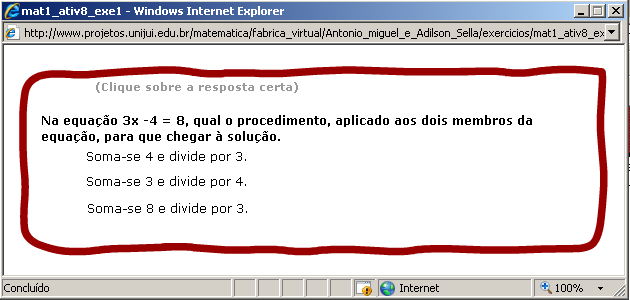 mat1_ativ8_exe1 - Windows Internet Explorer
http://www.projetos.unijui.edu.br/matematica/fabrica_virtual/Antonio_miguel_e_Adilson_Sella/exercicios/mat1_ativ8_ex
(Clique sobre a resposta certa)
Na equação 3x -4 = 8, qual o procedimento, aplicado aos dois membros da
equação, para que chegar à solução.
Soma-se 4 e divide por 3.
Soma-se 3 e divide por 4.
Soma-se 8 e divide por 3.
Concluído
Internet
100%